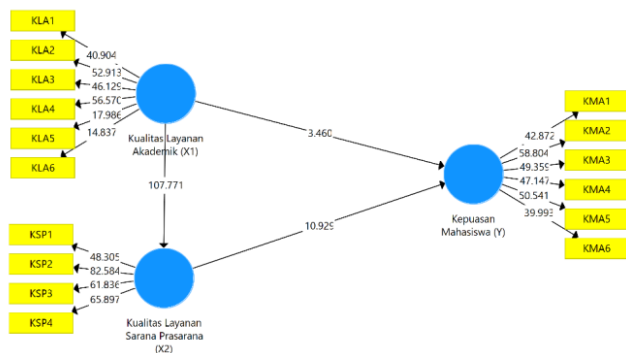 KLA1
KLA2
KLA3
KLA4
KLA5
KLA6
40.904
52.913
46.129
56.570
17.986
14.837
Kualitas Layanan
Akademik (X1)
3.460
107.771
10.929
KSP1
KSP2
KSP3
KSP4
48.305
82.584
61.836
65.897
Kualitas Layanan
Sarana Prasarana
(X2)
Kepuasan
Mahasiswa (Y)
42.872
58.804
49.359
47.147
50.541
39.993
KMA1
KMA2
KMA3
KMA4
KMA5
KMA6